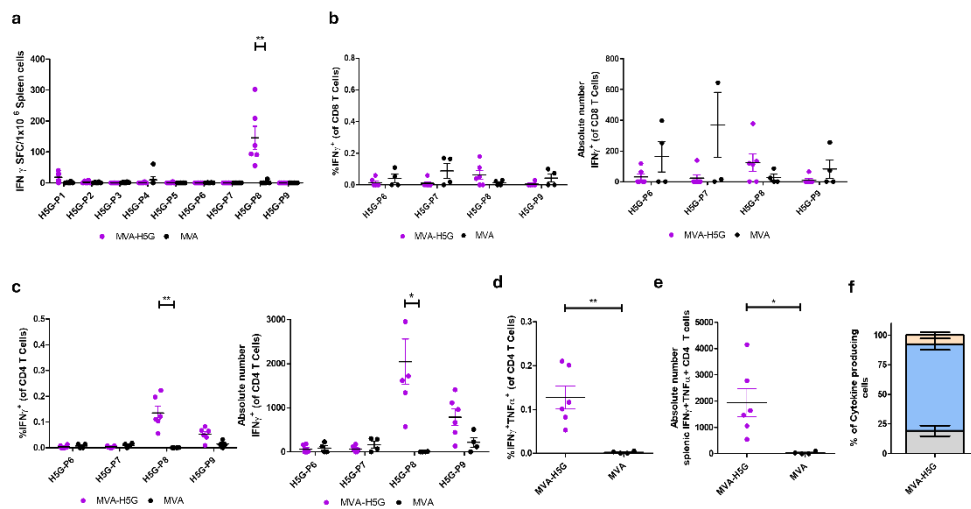 a
IFN γ SFC/1x10⁻⁶ Spleen cells
400
300
200
100
0
**
H5G-P1
H5G-P2
H5G-P3
H5G-P4
H5G-P5
H5G-P6
H5G-P7
H5G-P8
H5G-P9
MVA-H5G
MVA
b
%IFNγ⁺ (of CD8 T Cells)
0.8
0.6
0.4
0.2
0.0
H5G-P6
H5G-P7
H5G-P8
H5G-P9
MVA-H5G
MVA
Absolute number
IFNγ⁺ (of CD8 T Cells)
800
600
400
200
0
H5G-P6
H5G-P7
H5G-P8
H5G-P9
MVA-H5G
MVA
c
%IFNγ⁺ (of CD4 T Cells)
0.5
0.4
0.3
0.2
0.1
0.0
**
H5G-P6
H5G-P7
H5G-P8
H5G-P9
MVA-H5G
MVA
Absolute number
IFNγ⁺ (of CD4 T Cells)
3000
2000
1000
0
*
H5G-P6
H5G-P7
H5G-P8
H5G-P9
MVA-H5G
MVA
d
% IFNγ⁺TNFα⁺ (of CD4 T Cells)
0.3
0.2
0.1
0.0
**
MVA-H5G
MVA
e
Absolute number
splenic IFNγ+TNFα+ CD4 T cells
6000
5000
4000
3000
2000
1000
0
*
MVA-H5G
MVA
f
% of Cytokine producing
cells
100
75
50
25
0
MVA-H5G